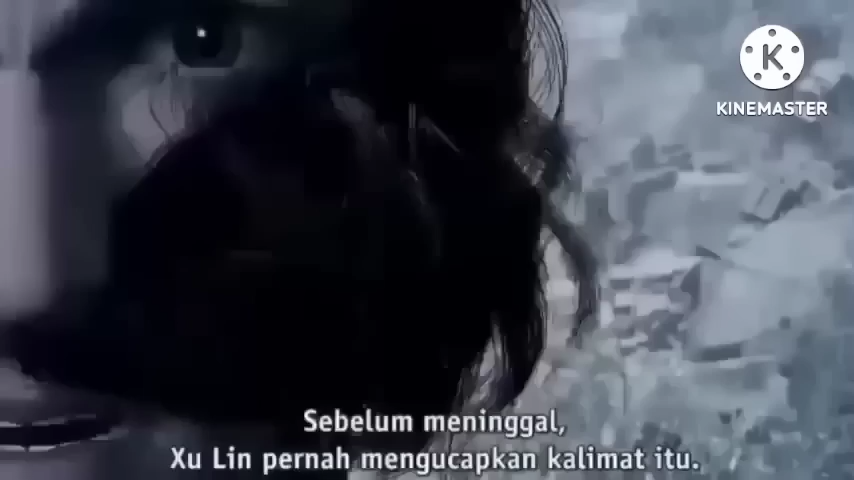 KINEMASTER
Sebelum meninggal,
Xu Lin pernah mengucapkan kalimat itu.